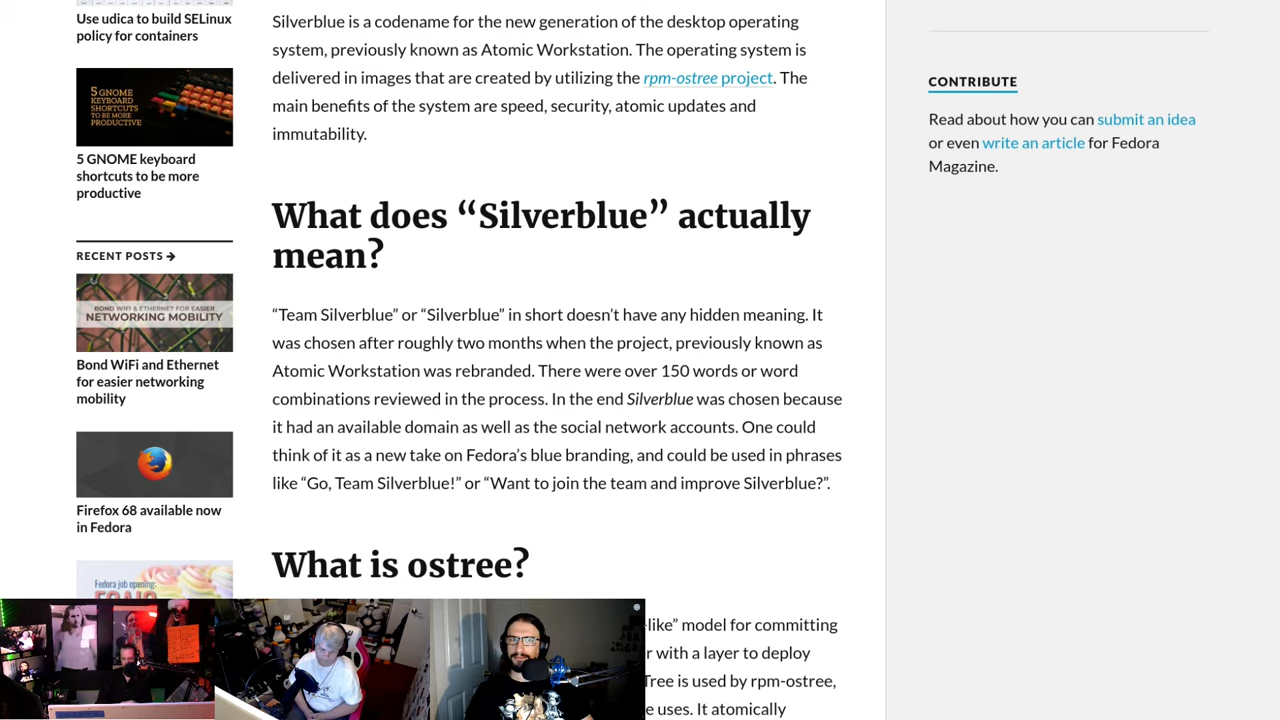 Use udica to build SELinux
policy for containers
5 GNOME
KEYBOARD
SHORTCUTS
TO BE MORE
PRODUCTIVE
5 GNOME keyboard
shortcuts to be more
productive
RECENT POSTS →
BOND WIFI & ETHERNET FOR EASIER
NETWORKING MOBILITY
Bond WiFi and Ethernet
for easier networking
mobility
Firefox 68 available now
in Fedora
Fedora job opening:
Silverblue is a codename for the new generation of the desktop operating
system, previously known as Atomic Workstation. The operating system is
delivered in images that are created by utilizing the rpm-ostree project. The
main benefits of the system are speed, security, atomic updates and
immutability.
What does “Silverblue” actually
mean?
“Team Silverblue” or “Silverblue” in short doesn’t have any hidden meaning. It
was chosen after roughly two months when the project, previously known as
Atomic Workstation was rebranded. There were over 150 words or word
combinations reviewed in the process. In the end Silverblue was chosen because
it had an available domain as well as the social network accounts. One could
think of it as a new take on Fedora’s blue branding, and could be used in phrases
like “Go, Team Silverblue!” or “Want to join the team and improve Silverblue?”.
What is ostree?
-like” model for committing
r with a layer to deploy
Tree is used by rpm-ostree,
e uses. It atomically
CONTRIBUTE
Read about how you can submit an idea
or even write an article for Fedora
Magazine.